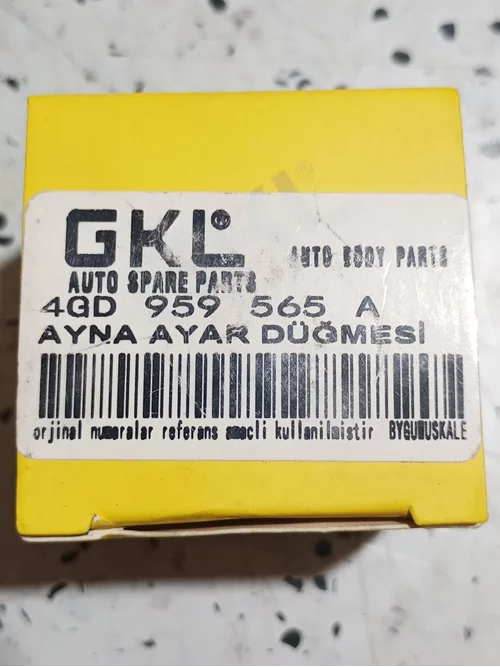 GKL®
AUTO BODY PARTS
AUTO SPARE PARTS
4GD 959 565 A
AYNA AYAR DÜĞMESİ
orjinal numaralar referans amacli kullanilmistir BYGUMUSKALE